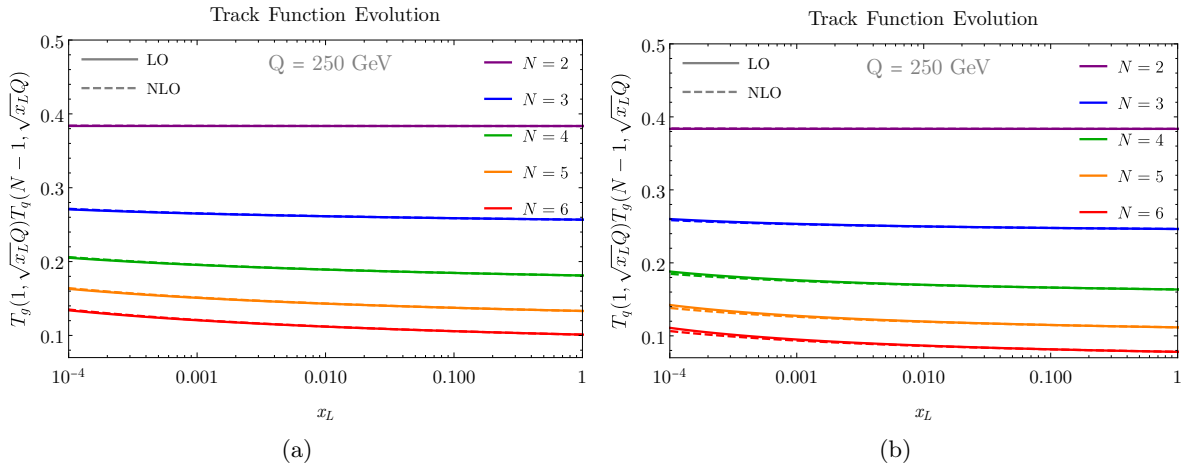 Track Function Evolution
T_g(1, √x_L Q)T_q(N − 1, √x_L Q)
0.5
0.4
0.3
0.2
0.1
LO
NLO
Q = 250 GeV
N = 2
N = 3
N = 4
N = 5
N = 6
10⁻⁴
0.001
0.010
0.100
1
x_L
(a)
Track Function Evolution
T_q(1, √x_L Q)T_g(N − 1, √x_L Q)
0.5
0.4
0.3
0.2
0.1
LO
NLO
Q = 250 GeV
N = 2
N = 3
N = 4
N = 5
N = 6
10⁻⁴
0.001
0.010
0.100
1
x_L
(b)